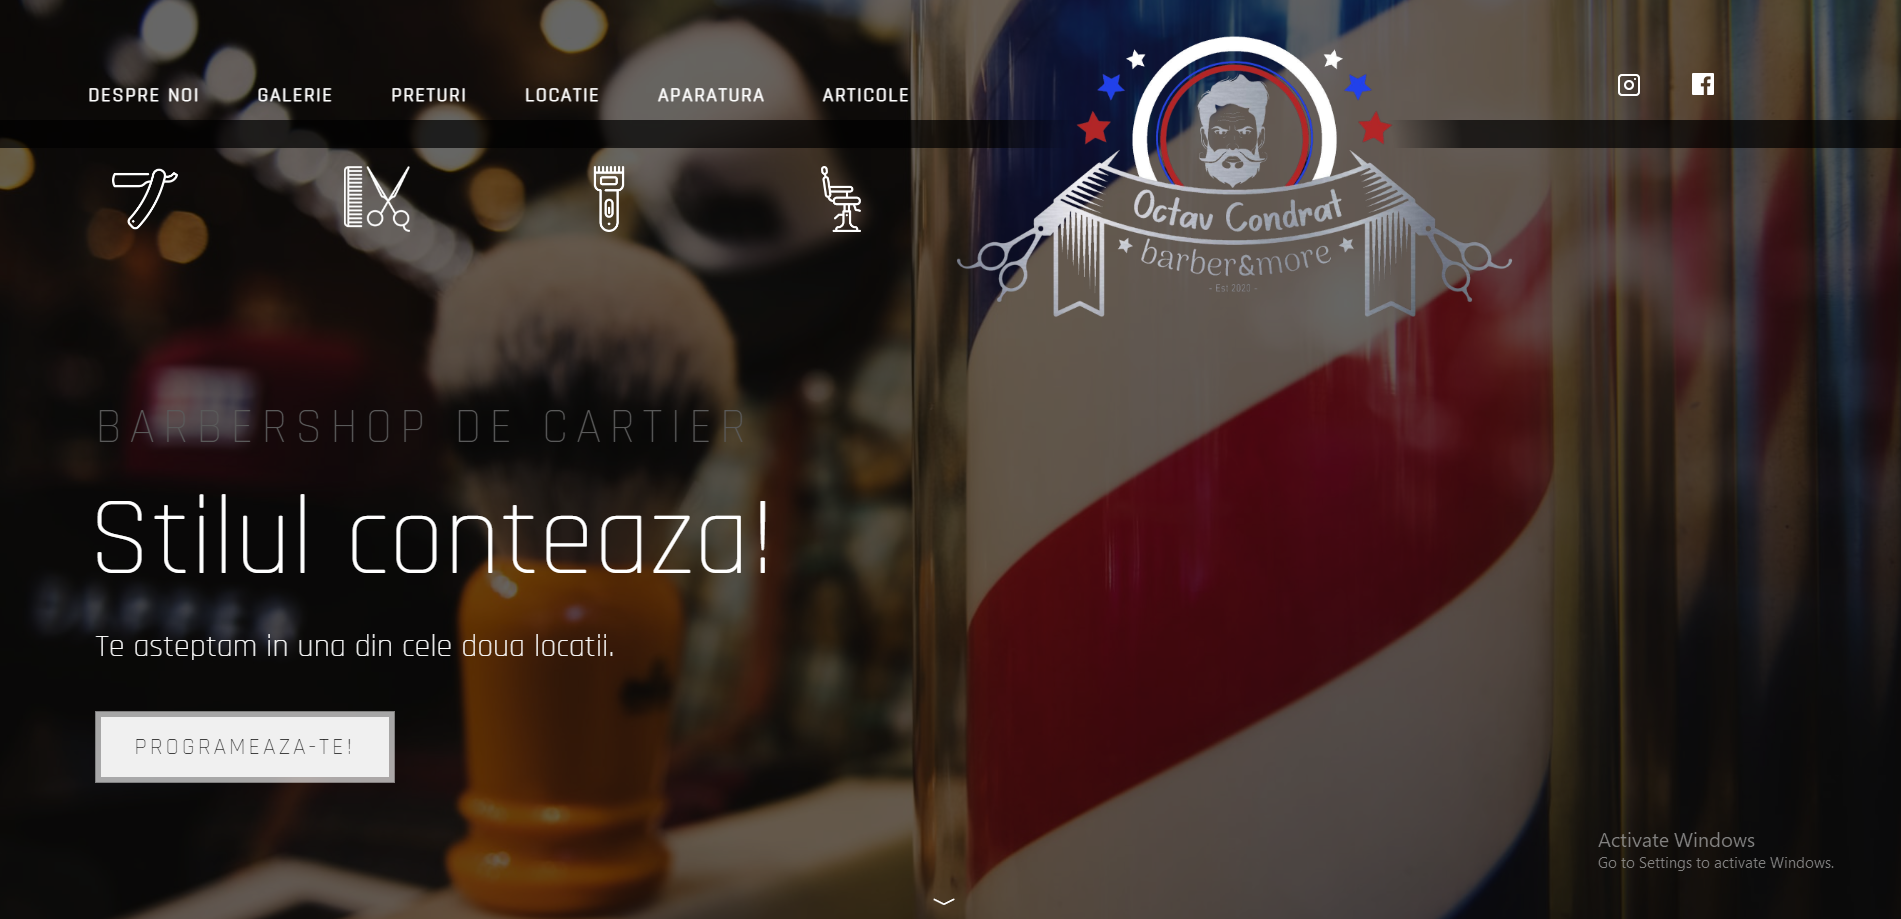 DESPRE NOI GALERIE PRETURI LOCATIE APARATURA ARTICOLE
Octav Condrat
barber&more
- Est 2023 -
BARBERSHOP DE CARTIER
Stilul conteaza!
Te asteptam in una din cele doua locatii.
PROGRAMEAZA-TE!
Activate Windows
Go to Settings to activate Windows.